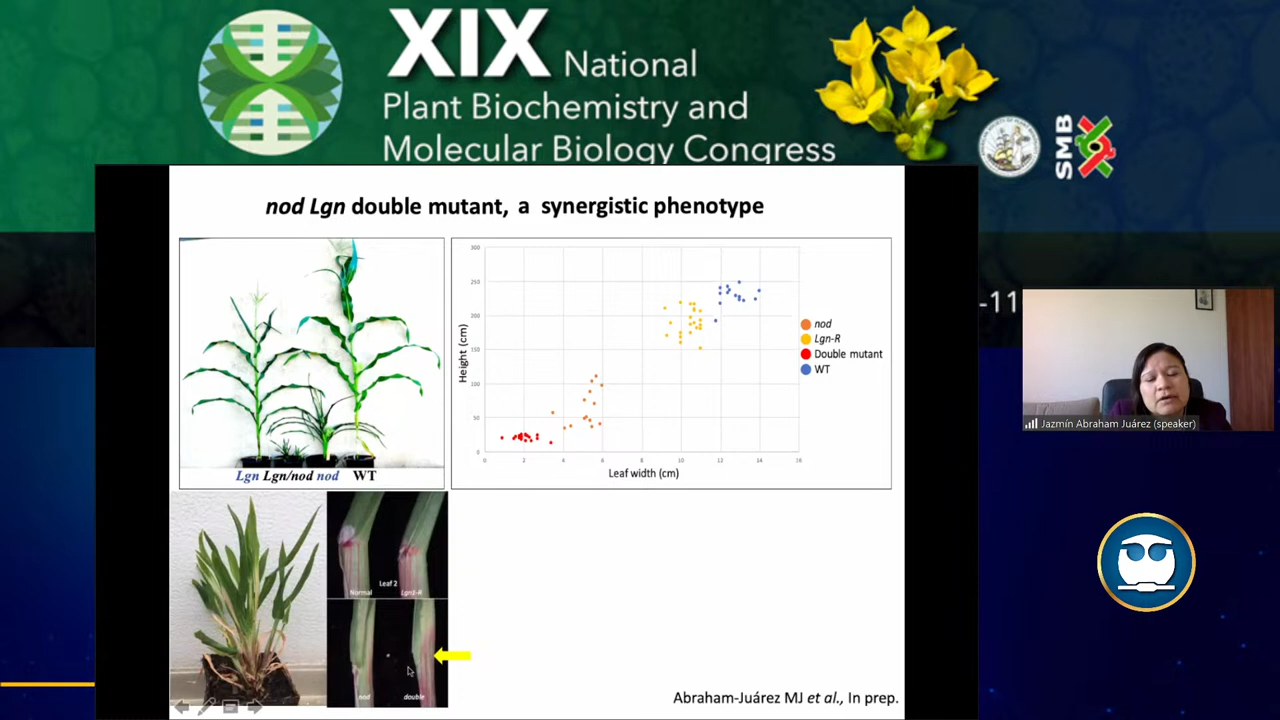 XIX National
Plant Biochemistry and
Molecular Biology Congress
SMB
-11
nod Lgn double mutant, a synergistic phenotype
Lgn Lgn/nod nod WT
Height (cm)
300
250
200
150
100
50
0
0 2 4 6 8 10 12 14 16
Leaf width (cm)
nod
Lgn-R
Double mutant
WT
Leaf 2
Normal Lgn1-R
nod double
Abraham-Juárez MJ et al., In prep.
Jazmín Abraham Juárez (speaker)